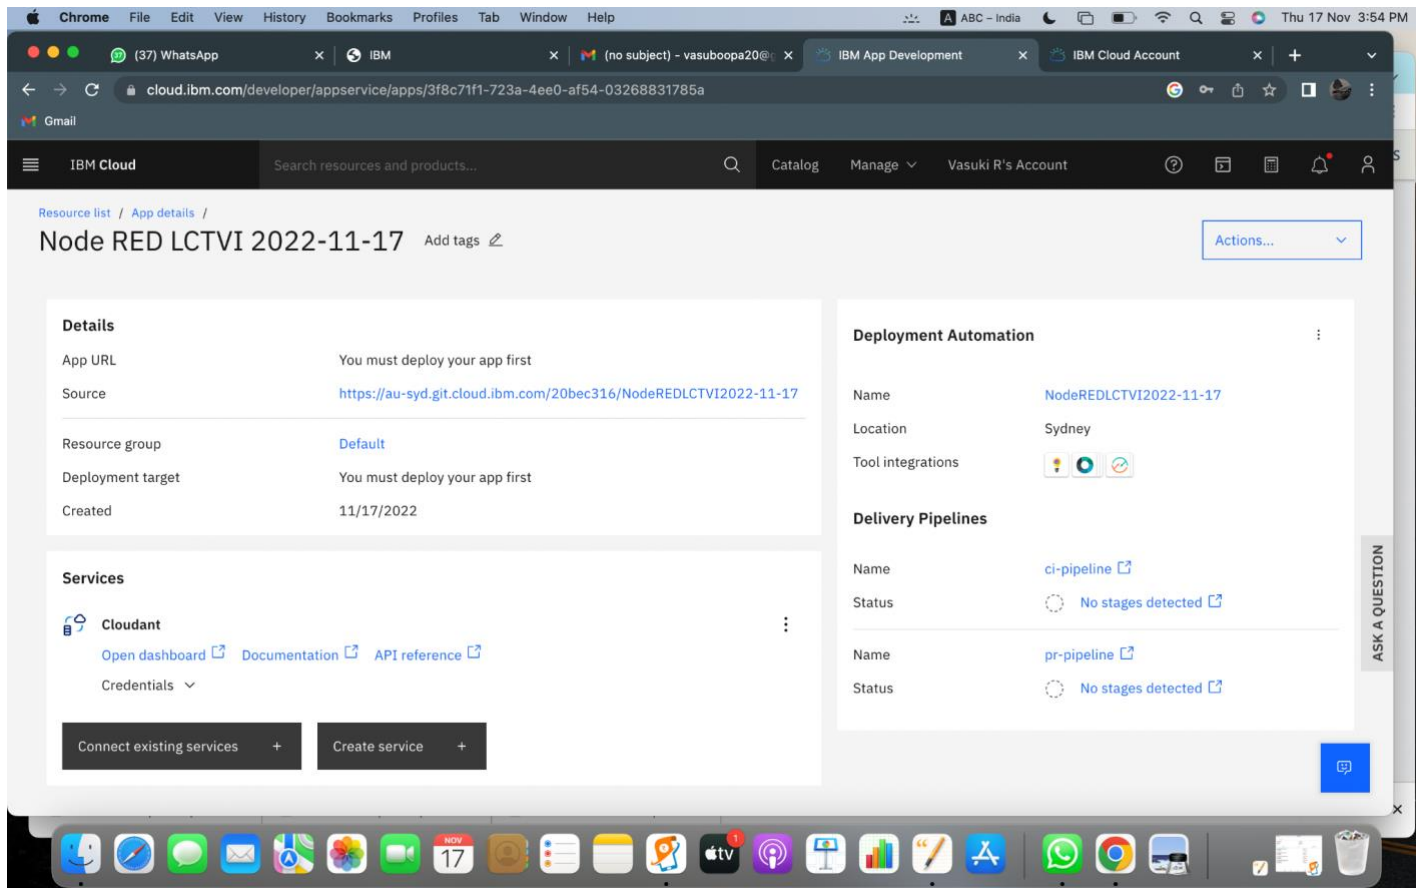 Chrome File Edit View History Bookmarks Profiles Tab Window Help A ABC – India Thu 17 Nov 3:54 PM
(37) WhatsApp IBM (no subject) - vasuboopa20@g IBM App Development IBM Cloud Account
cloud.ibm.com/developer/appservice/apps/3f8c71f1-723a-4ee0-af54-03268831785a
Gmail
IBM Cloud Search resources and products... Catalog Manage Vasuki R's Account
Resource list / App details /
Node RED LCTVI 2022-11-17 Add tags Actions...
Details
App URL You must deploy your app first
Source https://au-syd.git.cloud.ibm.com/20bec316/NodeREDLCTVI2022-11-17
Resource group Default
Deployment target You must deploy your app first
Created 11/17/2022
Services
Cloudant
Open dashboard Documentation API reference
Credentials
Connect existing services + Create service +
Deployment Automation
Name NodeREDLCTVI2022-11-17
Location Sydney
Tool integrations
Delivery Pipelines
Name ci-pipeline
Status No stages detected
Name pr-pipeline
Status No stages detected
ASK A QUESTION
NOV
17
tv
1